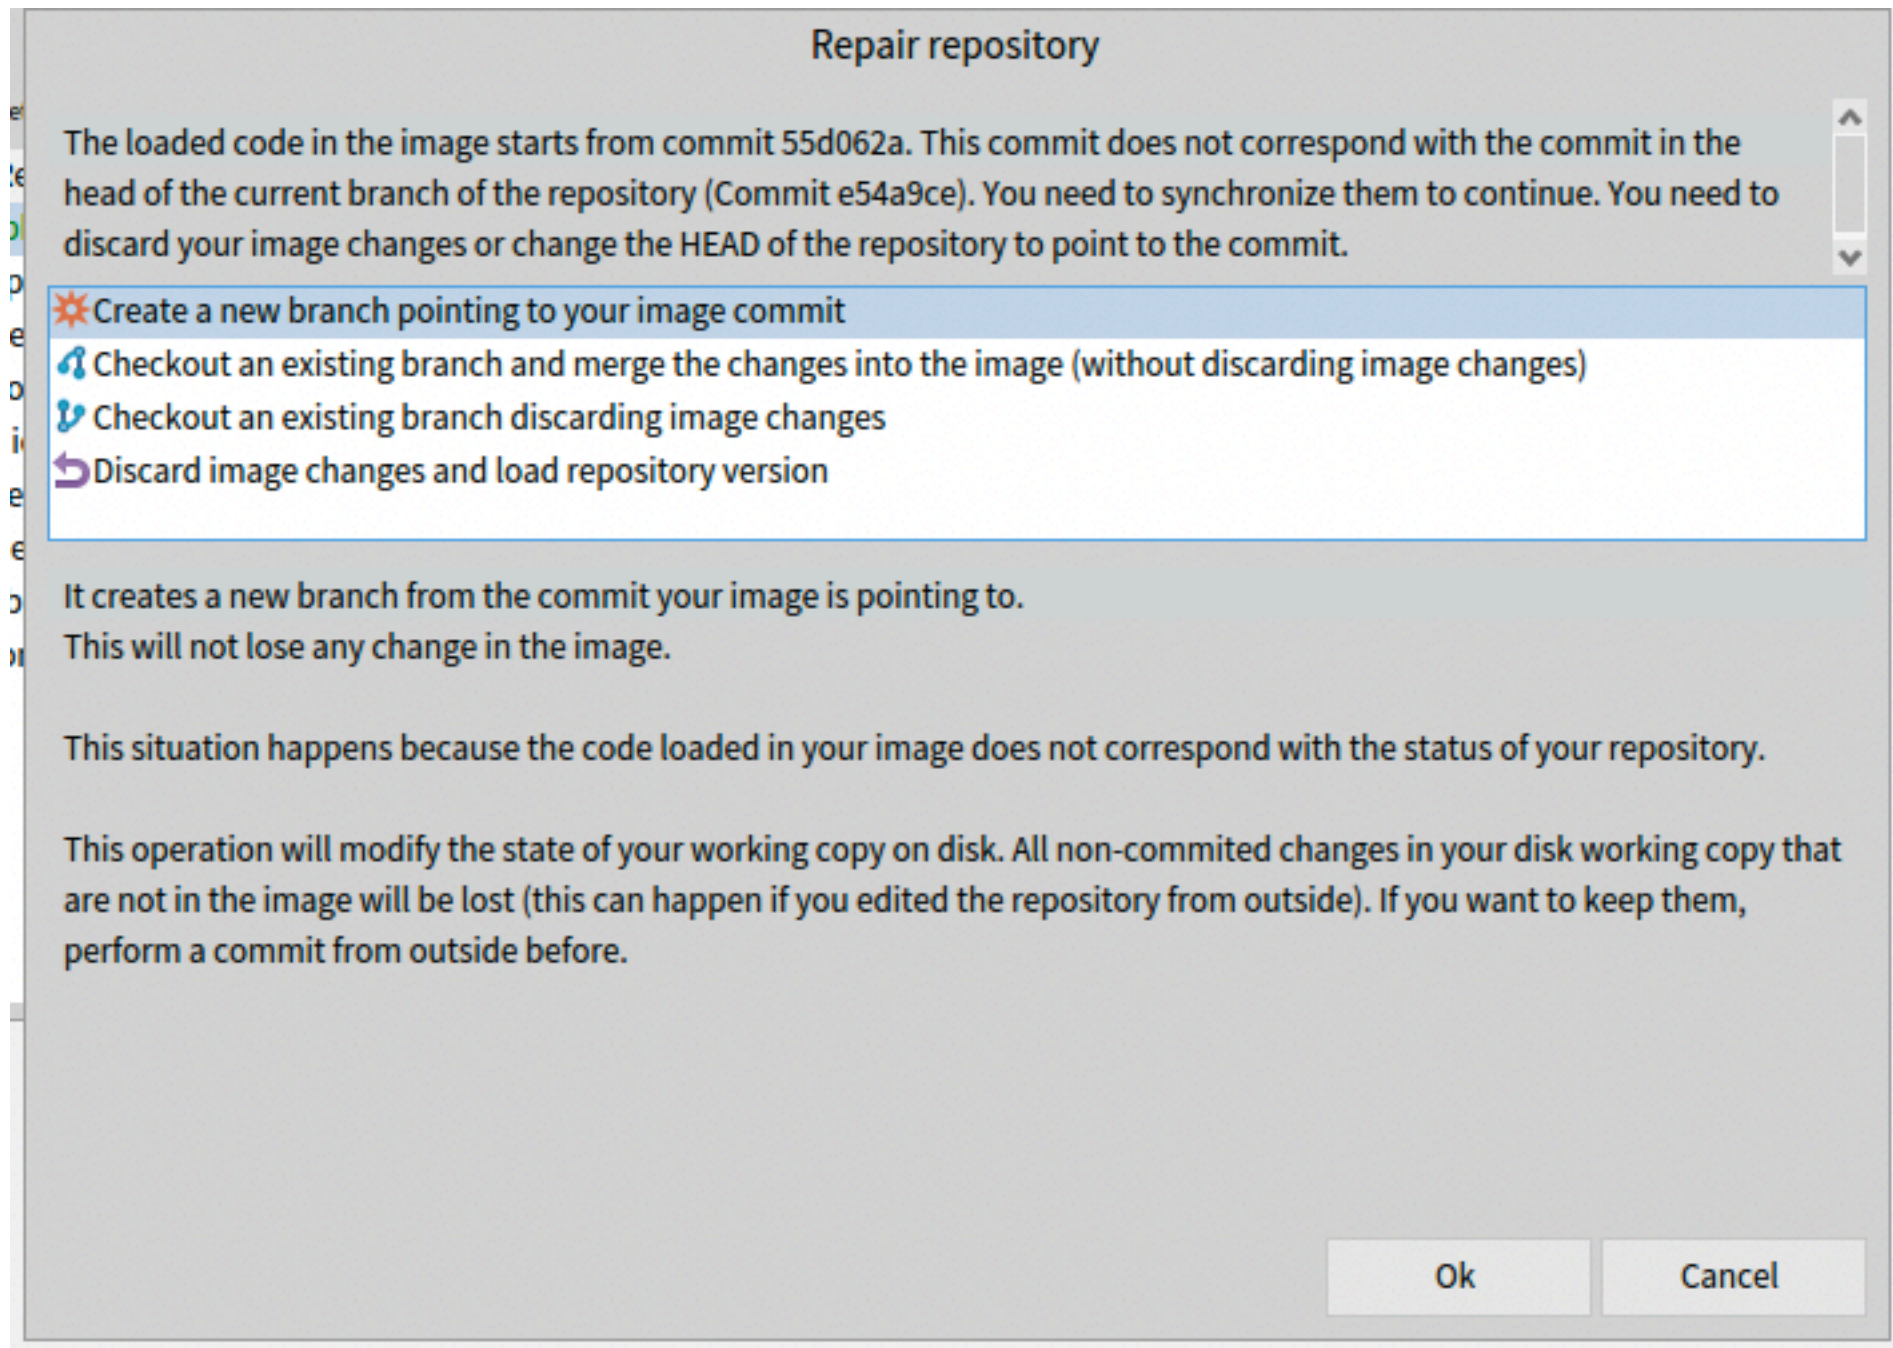 Repair repository
The loaded code in the image starts from commit 55d062a. This commit does not correspond with the commit in the
head of the current branch of the repository (Commit e54a9ce). You need to synchronize them to continue. You need to
discard your image changes or change the HEAD of the repository to point to the commit.
Create a new branch pointing to your image commit
Checkout an existing branch and merge the changes into the image (without discarding image changes)
Checkout an existing branch discarding image changes
Discard image changes and load repository version
It creates a new branch from the commit your image is pointing to.
This will not lose any change in the image.
This situation happens because the code loaded in your image does not correspond with the status of your repository.
This operation will modify the state of your working copy on disk. All non-commited changes in your disk working copy that
are not in the image will be lost (this can happen if you edited the repository from outside). If you want to keep them,
perform a commit from outside before.
Ok
Cancel